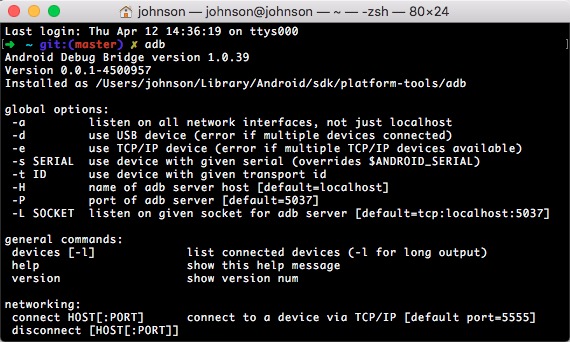 johnson — johnson@johnson — ~ — -zsh — 80×24
Last login: Thu Apr 12 14:36:19 on ttys000
[➜  ~ git:(master) ✗ adb                                                       ]
Android Debug Bridge version 1.0.39
Version 0.0.1-4500957
Installed as /Users/johnson/Library/Android/sdk/platform-tools/adb

global options:
 -a         listen on all network interfaces, not just localhost
 -d         use USB device (error if multiple devices connected)
 -e         use TCP/IP device (error if multiple TCP/IP devices available)
 -s SERIAL  use device with given serial (overrides $ANDROID_SERIAL)
 -t ID      use device with given transport id
 -H         name of adb server host [default=localhost]
 -P         port of adb server [default=5037]
 -L SOCKET  listen on given socket for adb server [default=tcp:localhost:5037]

general commands:
 devices [-l]             list connected devices (-l for long output)
 help                     show this help message
 version                  show version num

networking:
 connect HOST[:PORT]      connect to a device via TCP/IP [default port=5555]
 disconnect [HOST[:PORT]]